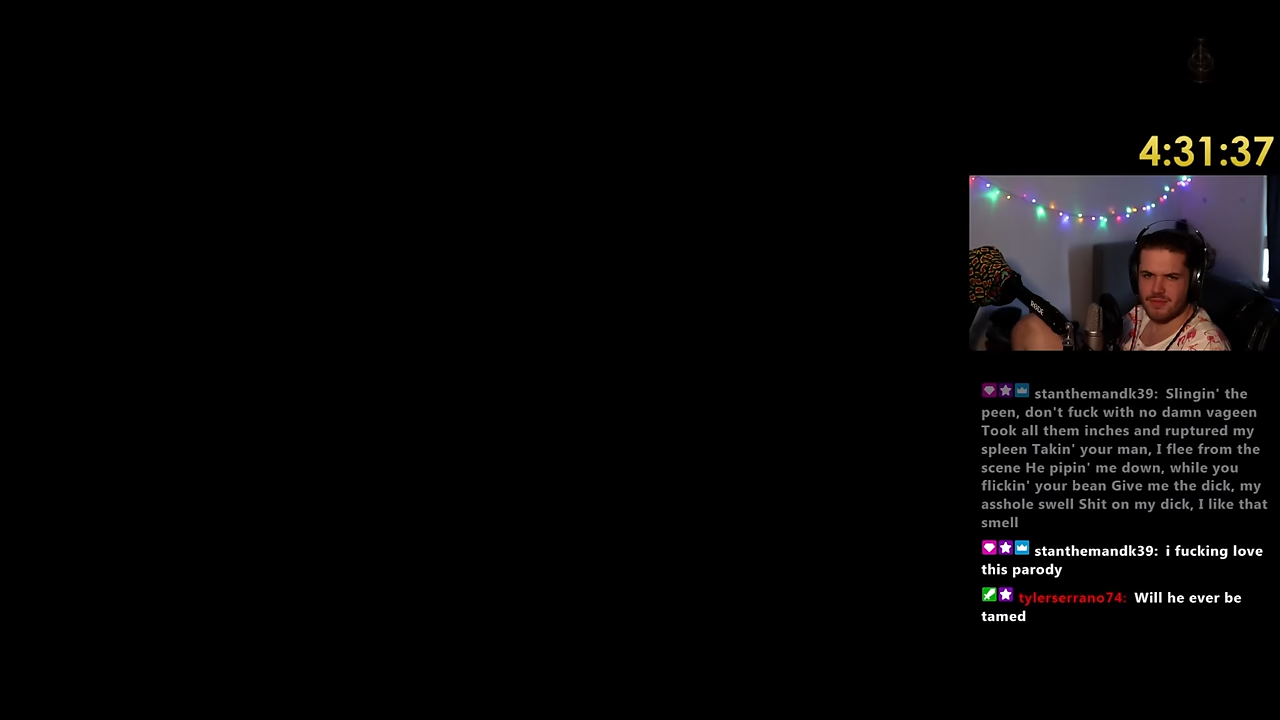 4:31:37
RØDE
stanthemandk39: Slingin' the
peen, don't fuck with no damn vageen
Took all them inches and ruptured my
spleen Takin' your man, I flee from the
scene He pipin' me down, while you
flickin' your bean Give me the dick, my
asshole swell Shit on my dick, I like that
smell
stanthemandk39: i fucking love
this parody
tylerserrano74: Will he ever be
tamed